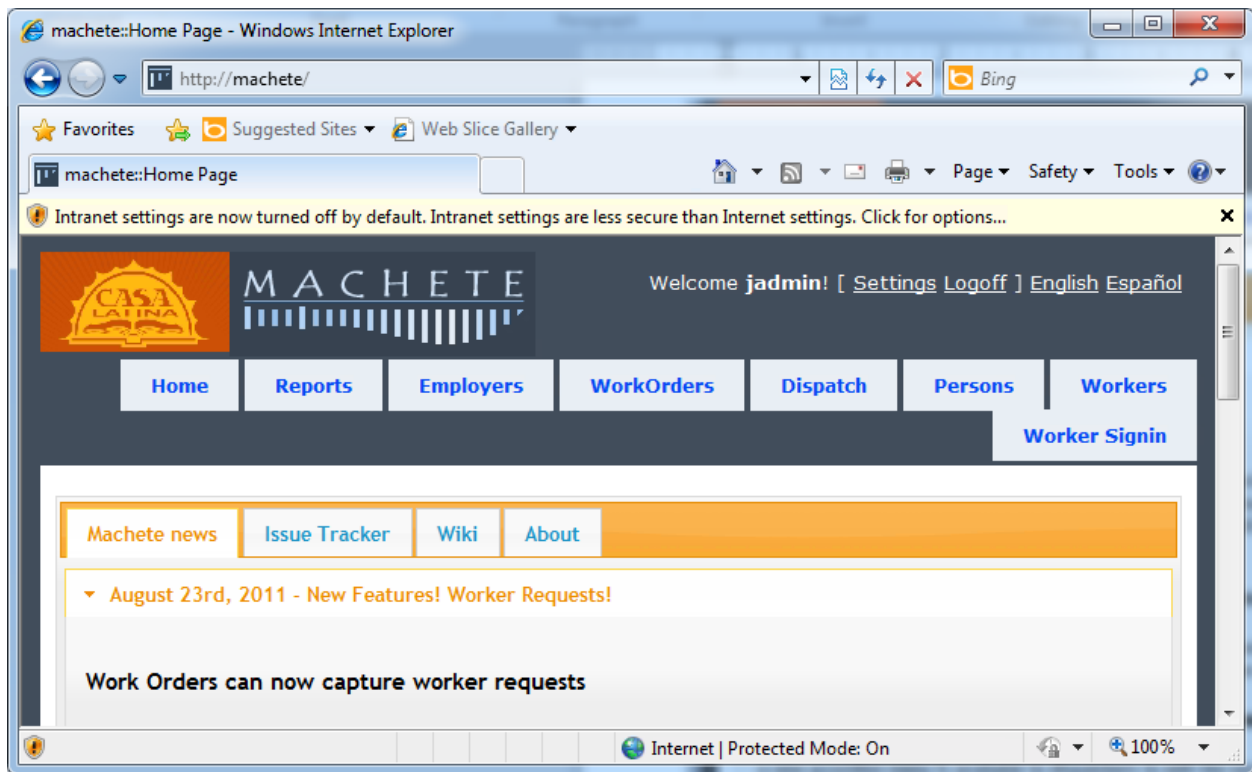 machete::Home Page - Windows Internet Explorer
http://machete/
Bing
Favorites Suggested Sites Web Slice Gallery
machete::Home Page
Page Safety Tools
Intranet settings are now turned off by default. Intranet settings are less secure than Internet settings. Click for options...
CASA
LATINA
MACHETE
Welcome jadmin! [ Settings Logoff ] English Español
Home Reports Employers WorkOrders Dispatch Persons Workers
Worker Signin
Machete news Issue Tracker Wiki About
August 23rd, 2011 - New Features! Worker Requests!
Work Orders can now capture worker requests
Internet | Protected Mode: On 100%